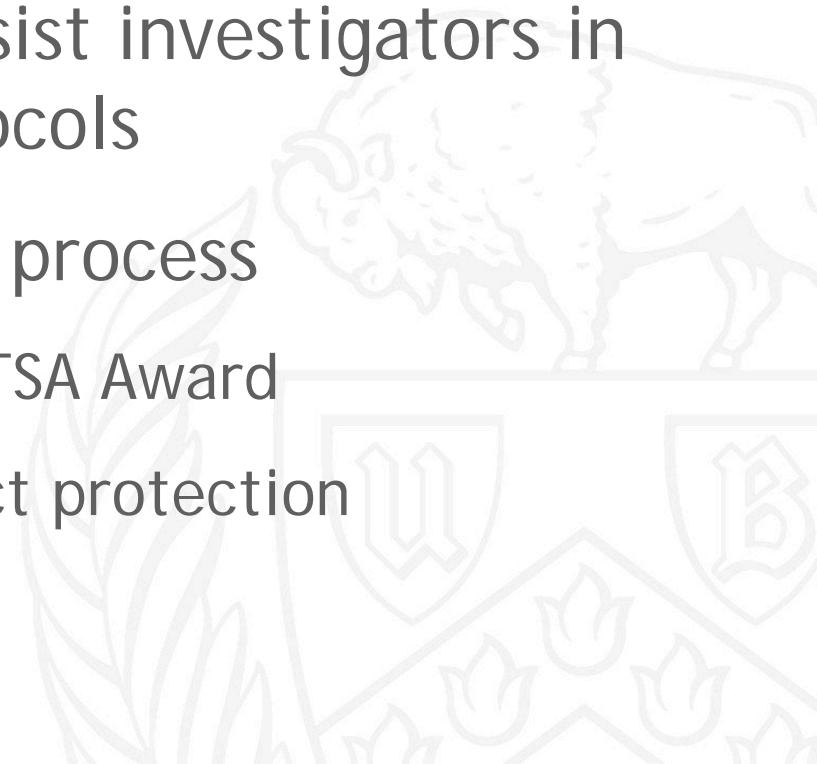 sist investigators in
ocols
process
TSA Award
ct protection
U B